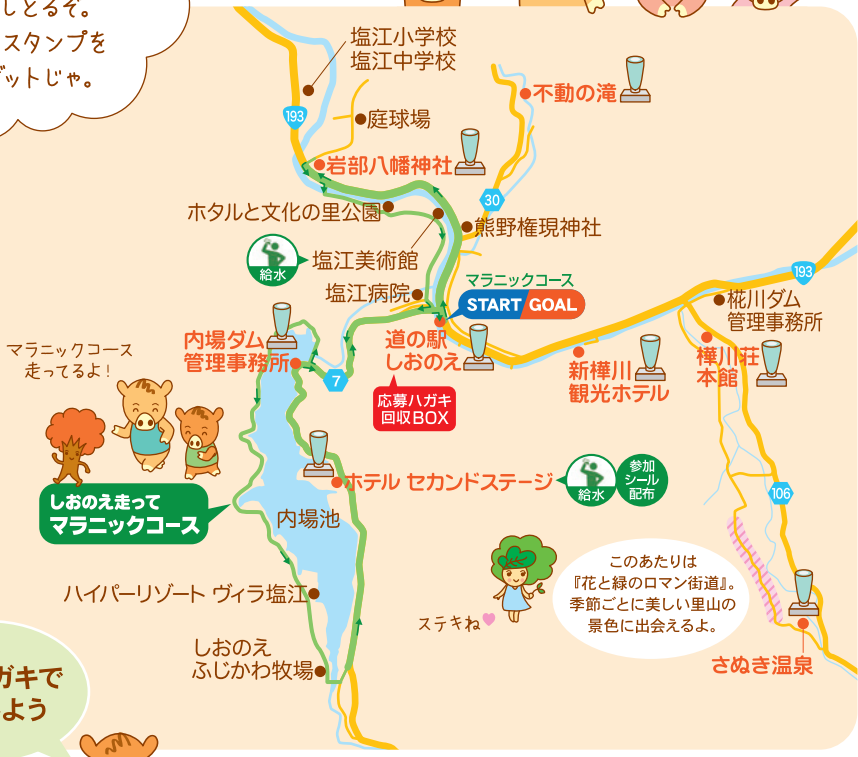 しとるぞ。
スタンプを
ゲットじゃ。
塩江小学校
塩江中学校
不動の滝
193
庭球場
岩部八幡神社
30
ホタルと文化の里公園
熊野権現神社
塩江美術館
給水
193
マラニックコース
START GOAL
塩江病院
椛川ダム
管理事務所
内場ダム
管理事務所
道の駅
しおのえ
新樺川
観光ホテル
樺川荘
本館
マラニックコース
走ってるよ!
7
応募ハガキ
回収BOX
ホテル セカンドステージ
給水
参加
シール
配布
106
しおのえ走って
マラニックコース
内場池
このあたりは
『花と緑のロマン街道』。
季節ごとに美しい里山の
景色に出会えるよ。
ハイパーリゾート ヴィラ塩江
ステキね
しおのえ
ふじかわ牧場
さぬき温泉
ガキで
よう